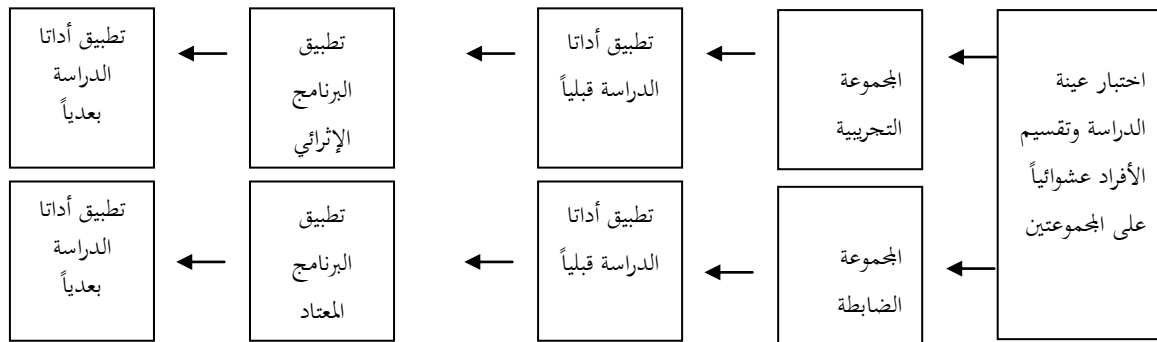 اختبار عينة
الدراسة وتقسيم
الأفراد عشوائياً
على المجموعتين
المجموعة
التجريبية
تطبيق أداتا
الدراسة قبلياً
تطبيق
البرنامج
الإثرائي
تطبيق أداتا
الدراسة
بعدياً
المجموعة
الضابطة
تطبيق أداتا
الدراسة قبلياً
تطبيق
البرنامج
المعتاد
تطبيق أداتا
الدراسة
بعدياً